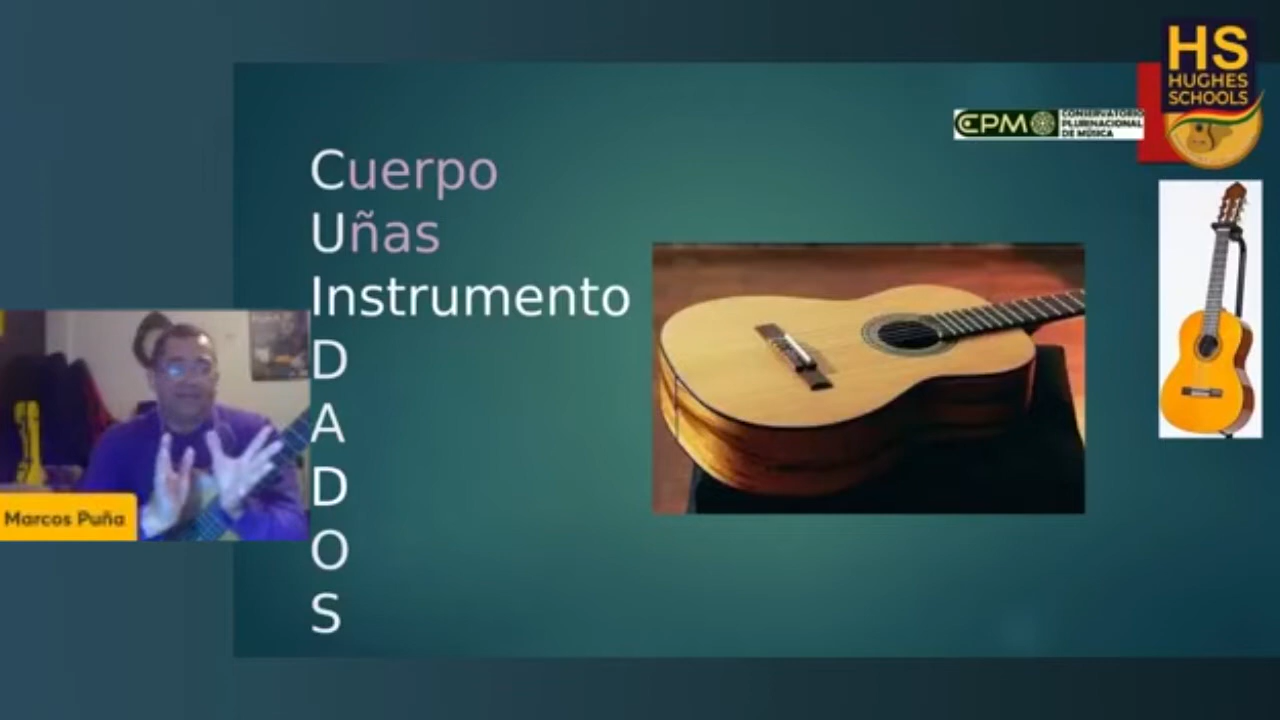 HS
HUGHES
SCHOOLS
CPM
CONSERVATORIO
PLURINACIONAL
DE MÚSICA
Cuerpo
Uñas
Instrumento
D
A
D
O
S
Marcos Puña